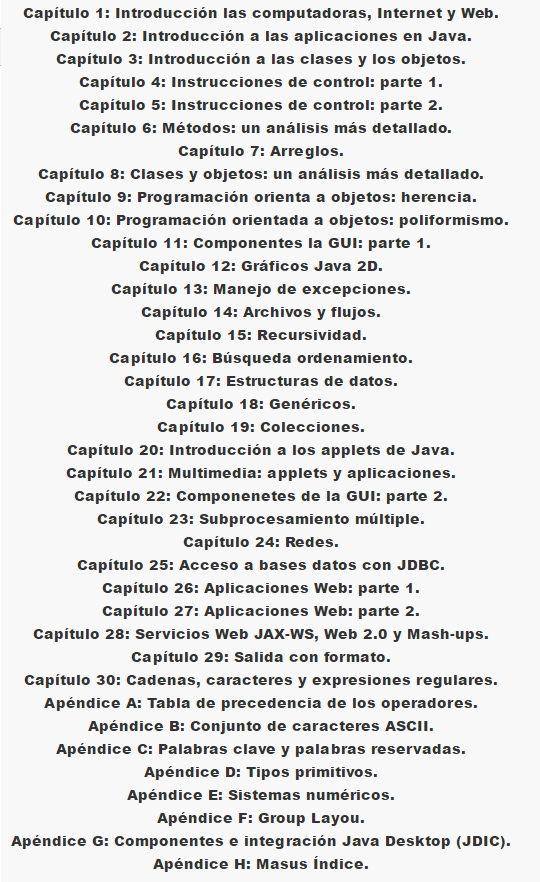 Capítulo 1: Introducción las computadoras, Internet y Web.
Capítulo 2: Introducción a las aplicaciones en Java.
Capítulo 3: Introducción a las clases y los objetos.
Capítulo 4: Instrucciones de control: parte 1.
Capítulo 5: Instrucciones de control: parte 2.
Capítulo 6: Métodos: un análisis más detallado.
Capítulo 7: Arreglos.
Capítulo 8: Clases y objetos: un análisis más detallado.
Capítulo 9: Programación orienta a objetos: herencia.
Capítulo 10: Programación orientada a objetos: poliformismo.
Capítulo 11: Componentes la GUI: parte 1.
Capítulo 12: Gráficos Java 2D.
Capítulo 13: Manejo de excepciones.
Capítulo 14: Archivos y flujos.
Capítulo 15: Recursividad.
Capítulo 16: Búsqueda ordenamiento.
Capítulo 17: Estructuras de datos.
Capítulo 18: Genéricos.
Capítulo 19: Colecciones.
Capítulo 20: Introducción a los applets de Java.
Capítulo 21: Multimedia: applets y aplicaciones.
Capítulo 22: Componenetes de la GUI: parte 2.
Capítulo 23: Subprocesamiento múltiple.
Capítulo 24: Redes.
Capítulo 25: Acceso a bases datos con JDBC.
Capítulo 26: Aplicaciones Web: parte 1.
Capítulo 27: Aplicaciones Web: parte 2.
Capítulo 28: Servicios Web JAX-WS, Web 2.0 y Mash-ups.
Capítulo 29: Salida con formato.
Capítulo 30: Cadenas, caracteres y expresiones regulares.
Apéndice A: Tabla de precedencia de los operadores.
Apéndice B: Conjunto de caracteres ASCII.
Apéndice C: Palabras clave y palabras reservadas.
Apéndice D: Tipos primitivos.
Apéndice E: Sistemas numéricos.
Apéndice F: Group Layou.
Apéndice G: Componentes e integración Java Desktop (JDIC).
Apéndice H: Masus Índice.